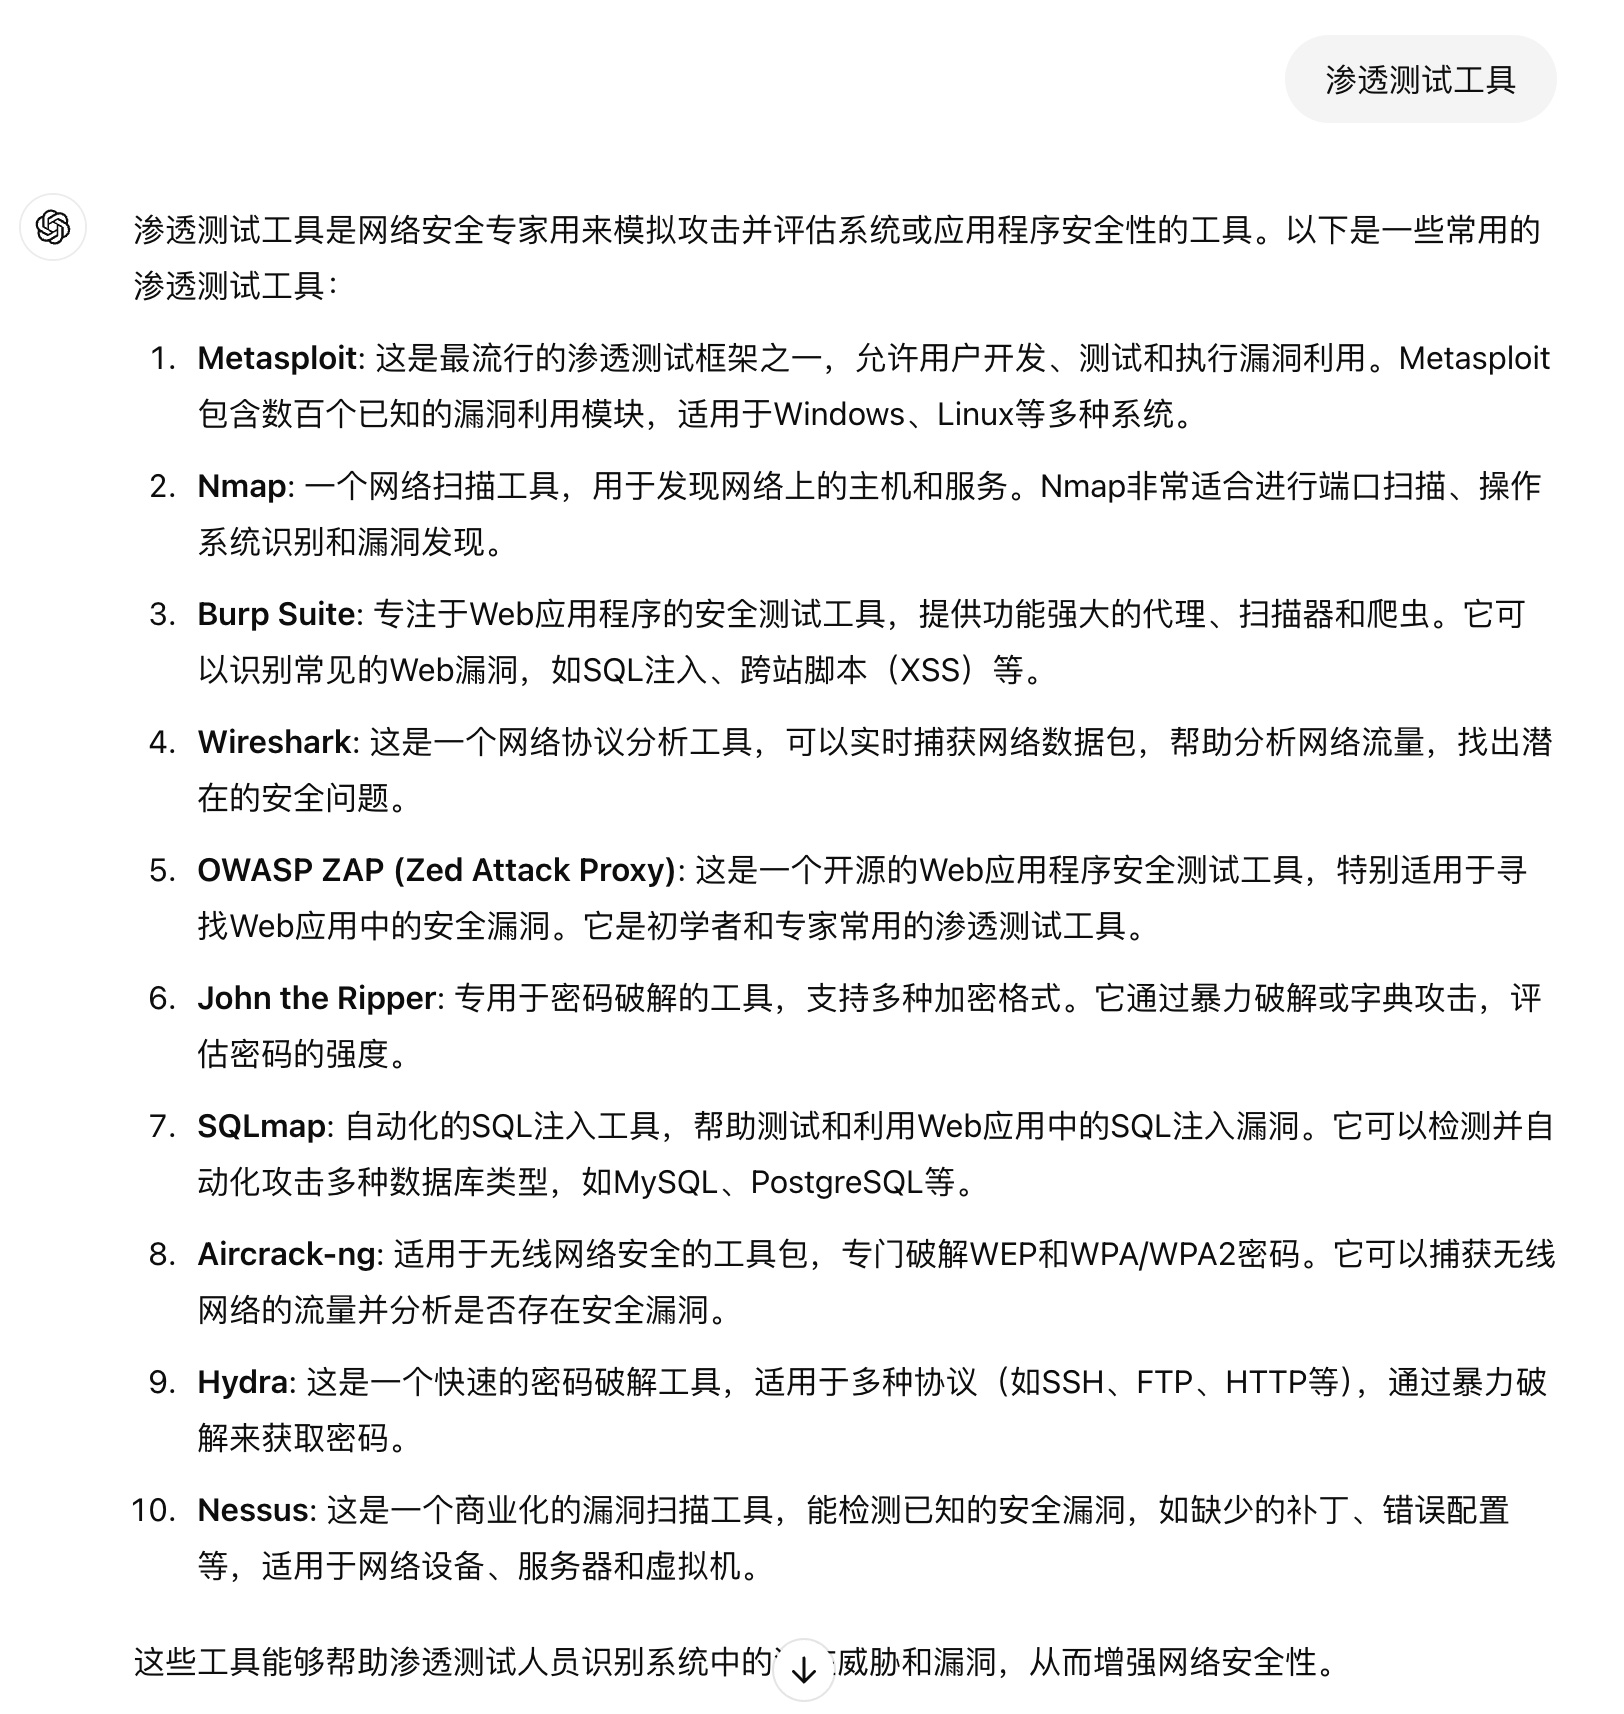 渗透测试工具
渗透测试工具是网络安全专家用来模拟攻击并评估系统或应用程序安全性的工具。以下是一些常用的
渗透测试工具：
1. Metasploit: 这是最流行的渗透测试框架之一，允许用户开发、测试和执行漏洞利用。Metasploit
包含数百个已知的漏洞利用模块，适用于Windows、Linux等多种系统。
2. Nmap: 一个网络扫描工具，用于发现网络上的主机和服务。Nmap非常适合进行端口扫描、操作
系统识别和漏洞发现。
3. Burp Suite: 专注于Web应用程序的安全测试工具，提供功能强大的代理、扫描器和爬虫。它可
以识别常见的Web漏洞，如SQL注入、跨站脚本（XSS）等。
4. Wireshark: 这是一个网络协议分析工具，可以实时捕获网络数据包，帮助分析网络流量，找出潜
在的安全问题。
5. OWASP ZAP (Zed Attack Proxy): 这是一个开源的Web应用程序安全测试工具，特别适用于寻
找Web应用中的安全漏洞。它是初学者和专家常用的渗透测试工具。
6. John the Ripper: 专用于密码破解的工具，支持多种加密格式。它通过暴力破解或字典攻击，评
估密码的强度。
7. SQLmap: 自动化的SQL注入工具，帮助测试和利用Web应用中的SQL注入漏洞。它可以检测并自
动化攻击多种数据库类型，如MySQL、PostgreSQL等。
8. Aircrack-ng: 适用于无线网络安全的工具包，专门破解WEP和WPA/WPA2密码。它可以捕获无线
网络的流量并分析是否存在安全漏洞。
9. Hydra: 这是一个快速的密码破解工具，适用于多种协议（如SSH、FTP、HTTP等），通过暴力破
解来获取密码。
10. Nessus: 这是一个商业化的漏洞扫描工具，能检测已知的安全漏洞，如缺少的补丁、错误配置
等，适用于网络设备、服务器和虚拟机。
这些工具能够帮助渗透测试人员识别系统中的威胁和漏洞，从而增强网络安全性。